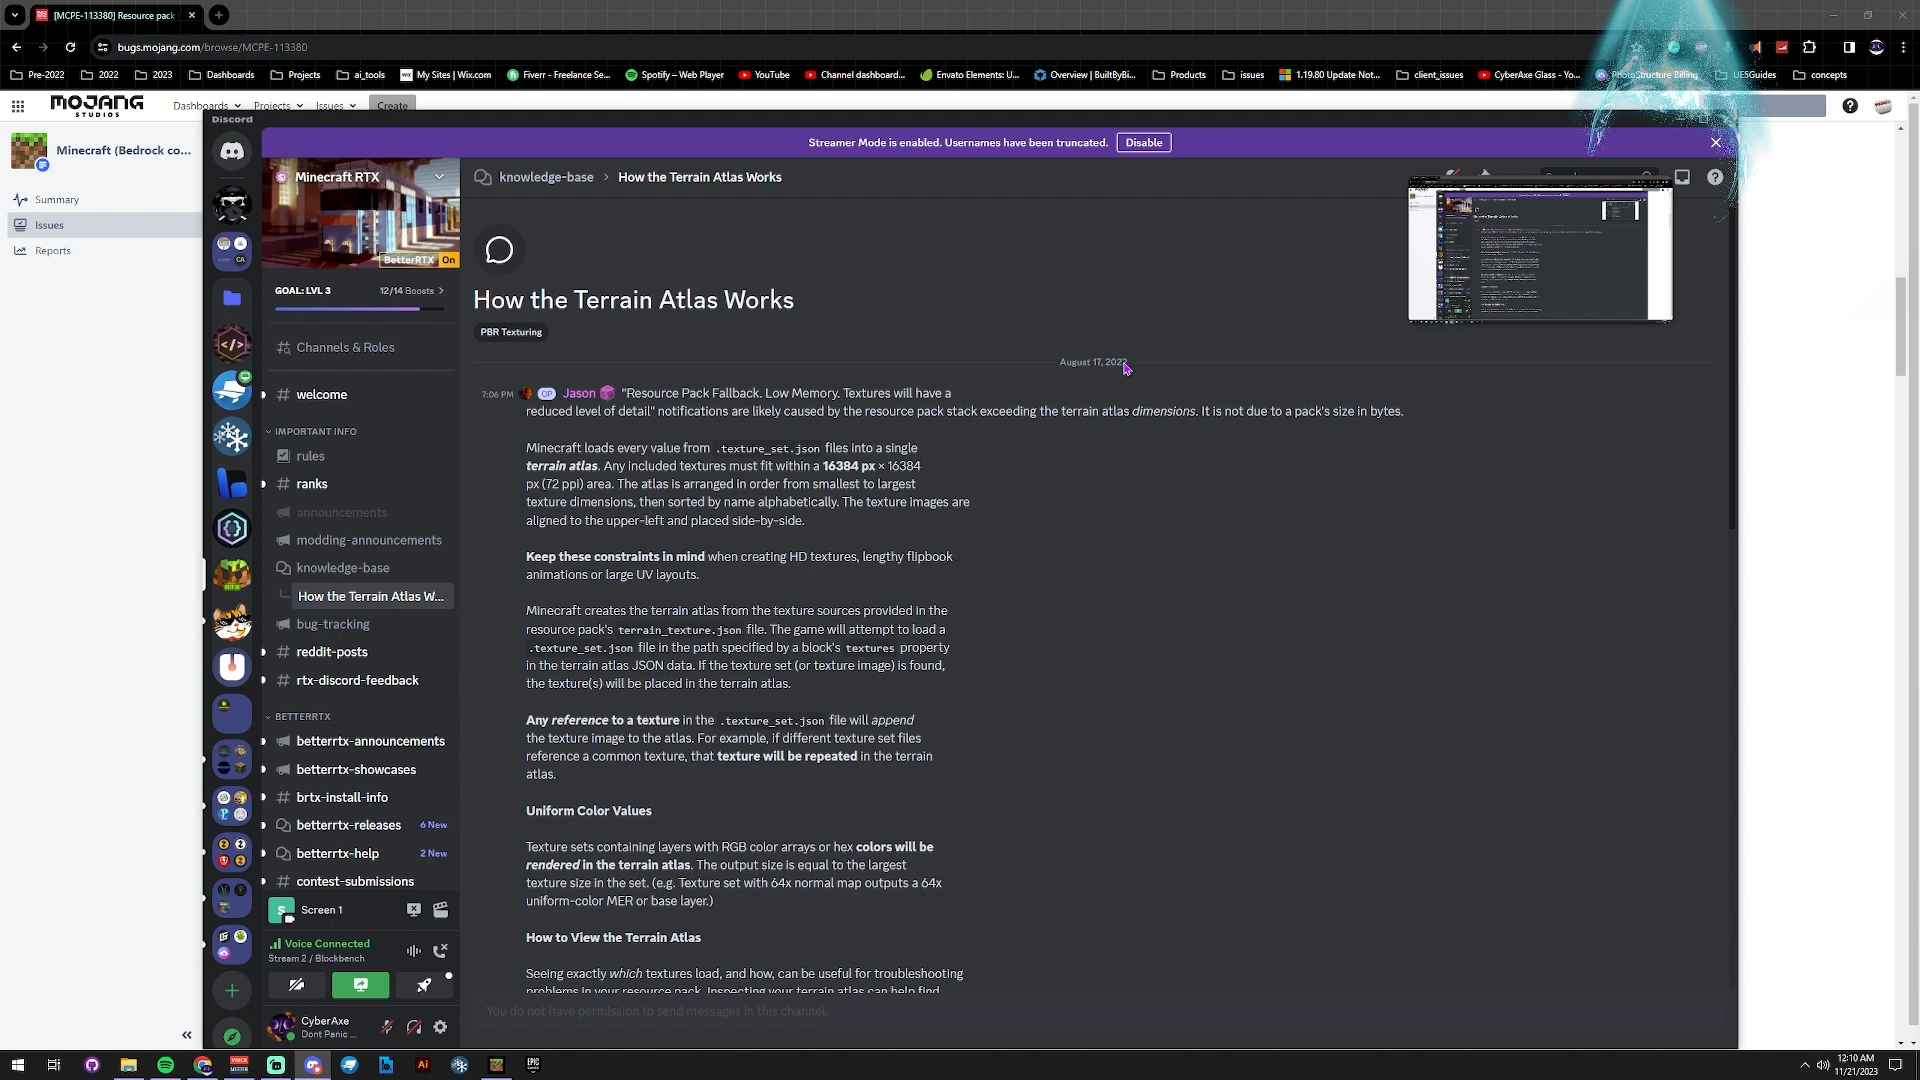 [MCPE-113380] Resource pack
bugs.mojang.com/browse/MCPE-113380
Pre-2022
2022
2023
Dashboards
Projects
ai_tools
My Sites | Wix.com
Fiverr - Freelance Se...
Spotify – Web Player
YouTube
Channel dashboard...
Envato Elements: U...
Overview | BuiltByBi...
Products
issues
1.19.80 Update Not...
client_issues
CyberAxe Glass - Yo...
PhotoStructure Billing
UE5Guides
concepts
MOJANG
STUDIOS
Dashboards
Projects
Issues
Create
Minecraft (Bedrock co...
Summary
Issues
Reports
Discord
Streamer Mode is enabled. Usernames have been truncated.
Disable
Minecraft RTX
BetterRTX On
GOAL: LVL 3
12/14 Boosts
Channels & Roles
welcome
IMPORTANT INFO
rules
ranks
announcements
modding-announcements
knowledge-base
How the Terrain Atlas W...
bug-tracking
reddit-posts
rtx-discord-feedback
BETTERRTX
betterrtx-announcements
betterrtx-showcases
brtx-install-info
betterrtx-releases
6 New
betterrtx-help
2 New
contest-submissions
Screen 1
Voice Connected
Stream 2 / Blockbench
CyberAxe
Dont Panic ...
knowledge-base > How the Terrain Atlas Works
How the Terrain Atlas Works
PBR Texturing
August 17, 2022
7:06 PM OP Jason "Resource Pack Fallback. Low Memory. Textures will have a
reduced level of detail" notifications are likely caused by the resource pack stack exceeding the terrain atlas dimensions. It is not due to a pack's size in bytes.
Minecraft loads every value from .texture_set.json files into a single
terrain atlas. Any included textures must fit within a 16384 px × 16384
px (72 ppi) area. The atlas is arranged in order from smallest to largest
texture dimensions, then sorted by name alphabetically. The texture images are
aligned to the upper-left and placed side-by-side.
Keep these constraints in mind when creating HD textures, lengthy flipbook
animations or large UV layouts.
Minecraft creates the terrain atlas from the texture sources provided in the
resource pack's terrain_texture.json file. The game will attempt to load a
.texture_set.json file in the path specified by a block's textures property
in the terrain atlas JSON data. If the texture set (or texture image) is found,
the texture(s) will be placed in the terrain atlas.
Any reference to a texture in the .texture_set.json file will append
the texture image to the atlas. For example, if different texture set files
reference a common texture, that texture will be repeated in the terrain
atlas.
Uniform Color Values
Texture sets containing layers with RGB color arrays or hex colors will be
rendered in the terrain atlas. The output size is equal to the largest
texture size in the set. (e.g. Texture set with 64x normal map outputs a 64x
uniform-color MER or base layer.)
How to View the Terrain Atlas
Seeing exactly which textures load, and how, can be useful for troubleshooting
problems in your resource pack. Inspecting your terrain atlas can help find
You do not have permission to send messages in this channel.
12:10 AM
11/21/2023